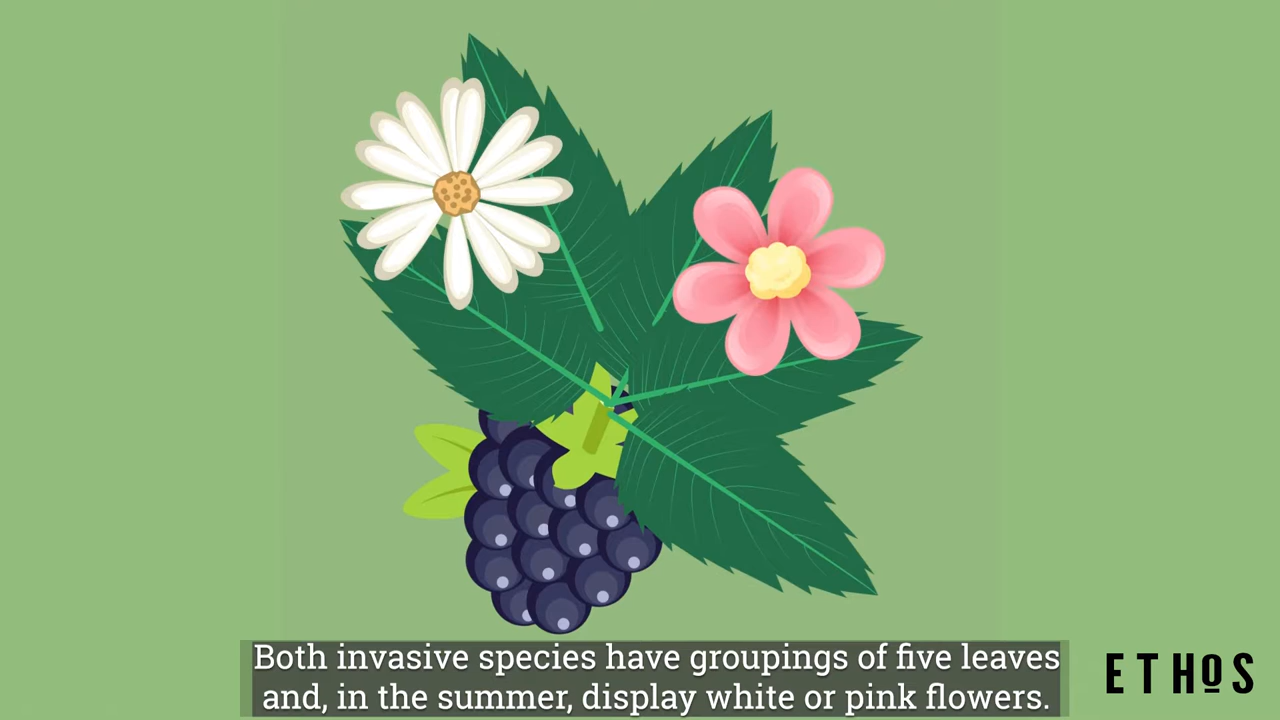 Both invasive species have groupings of five leaves
and, in the summer, display white or pink flowers.
ETHOS